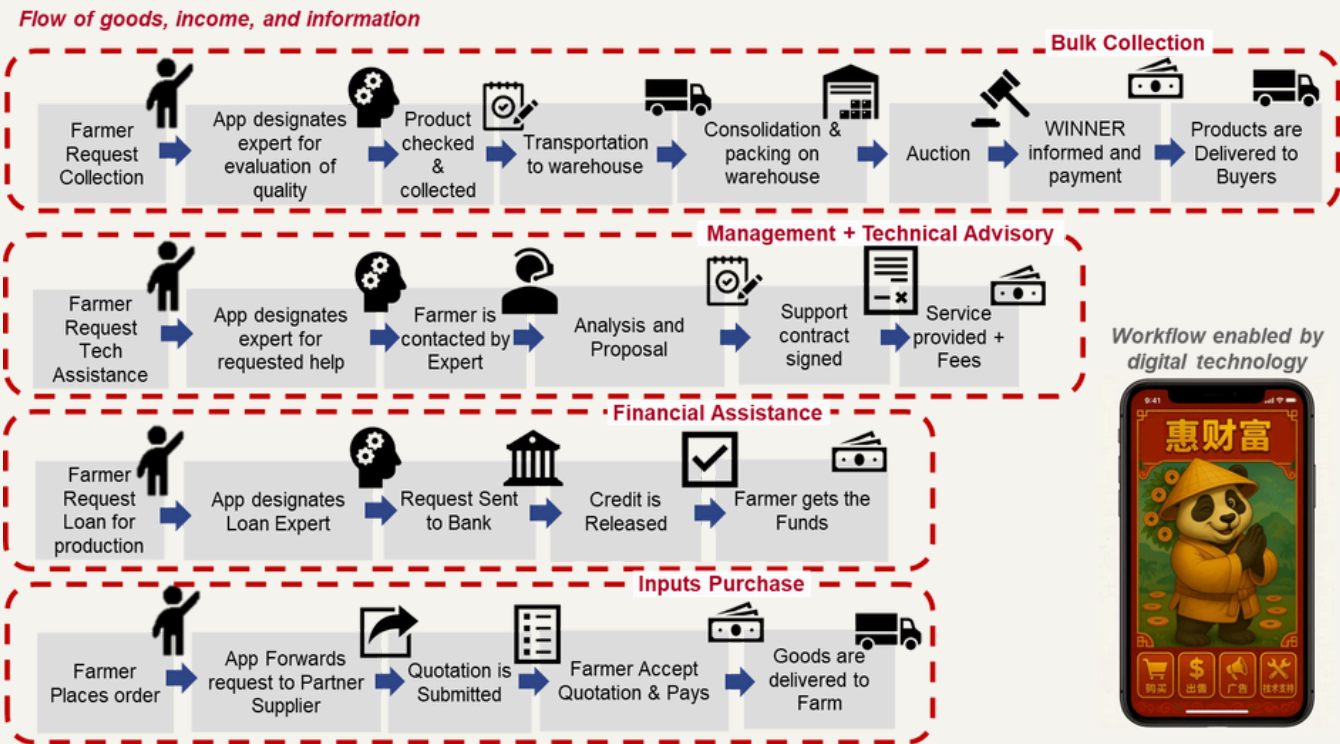 Flow of goods, income, and information
Bulk Collection
Farmer
Request
Collection
App designates
expert for
evaluation of
quality
Product
checked
&
collected
Transportation
to warehouse
Consolidation &
packing on
warehouse
Auction
WINNER
informed and
payment
Products are
Delivered to
Buyers
Management + Technical Advisory
Farmer
Request
Tech
Assistance
App designates
expert for
requested help
Farmer is
contacted by
Expert
Analysis and
Proposal
Support
contract
signed
Service
provided +
Fees
Financial Assistance
Farmer
Request
Loan for
production
App designates
Loan Expert
Request Sent
to Bank
Credit is
Released
Farmer gets the
Funds
Inputs Purchase
Farmer
Places order
App Forwards
request to Partner
Supplier
Quotation is
Submitted
Farmer Accept
Quotation & Pays
Goods are
delivered to
Farm
Workflow enabled by
digital technology
9:41
惠财富
购买
出售
广告
技术支持